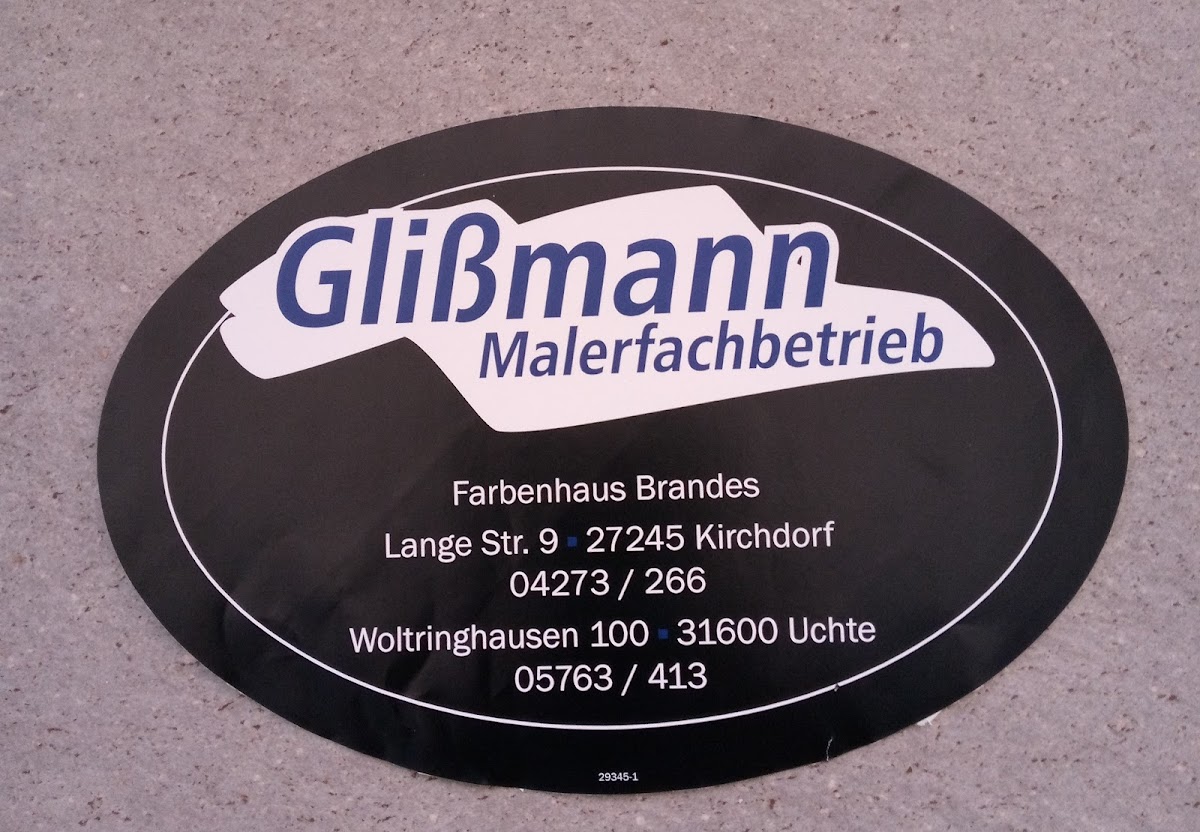 Glißmann
Malerfachbetrieb
Farbenhaus Brandes
Lange Str. 9 ▪ 27245 Kirchdorf
04273 / 266
Woltringhausen 100 ▪ 31600 Uchte
05763 / 413
29345-1